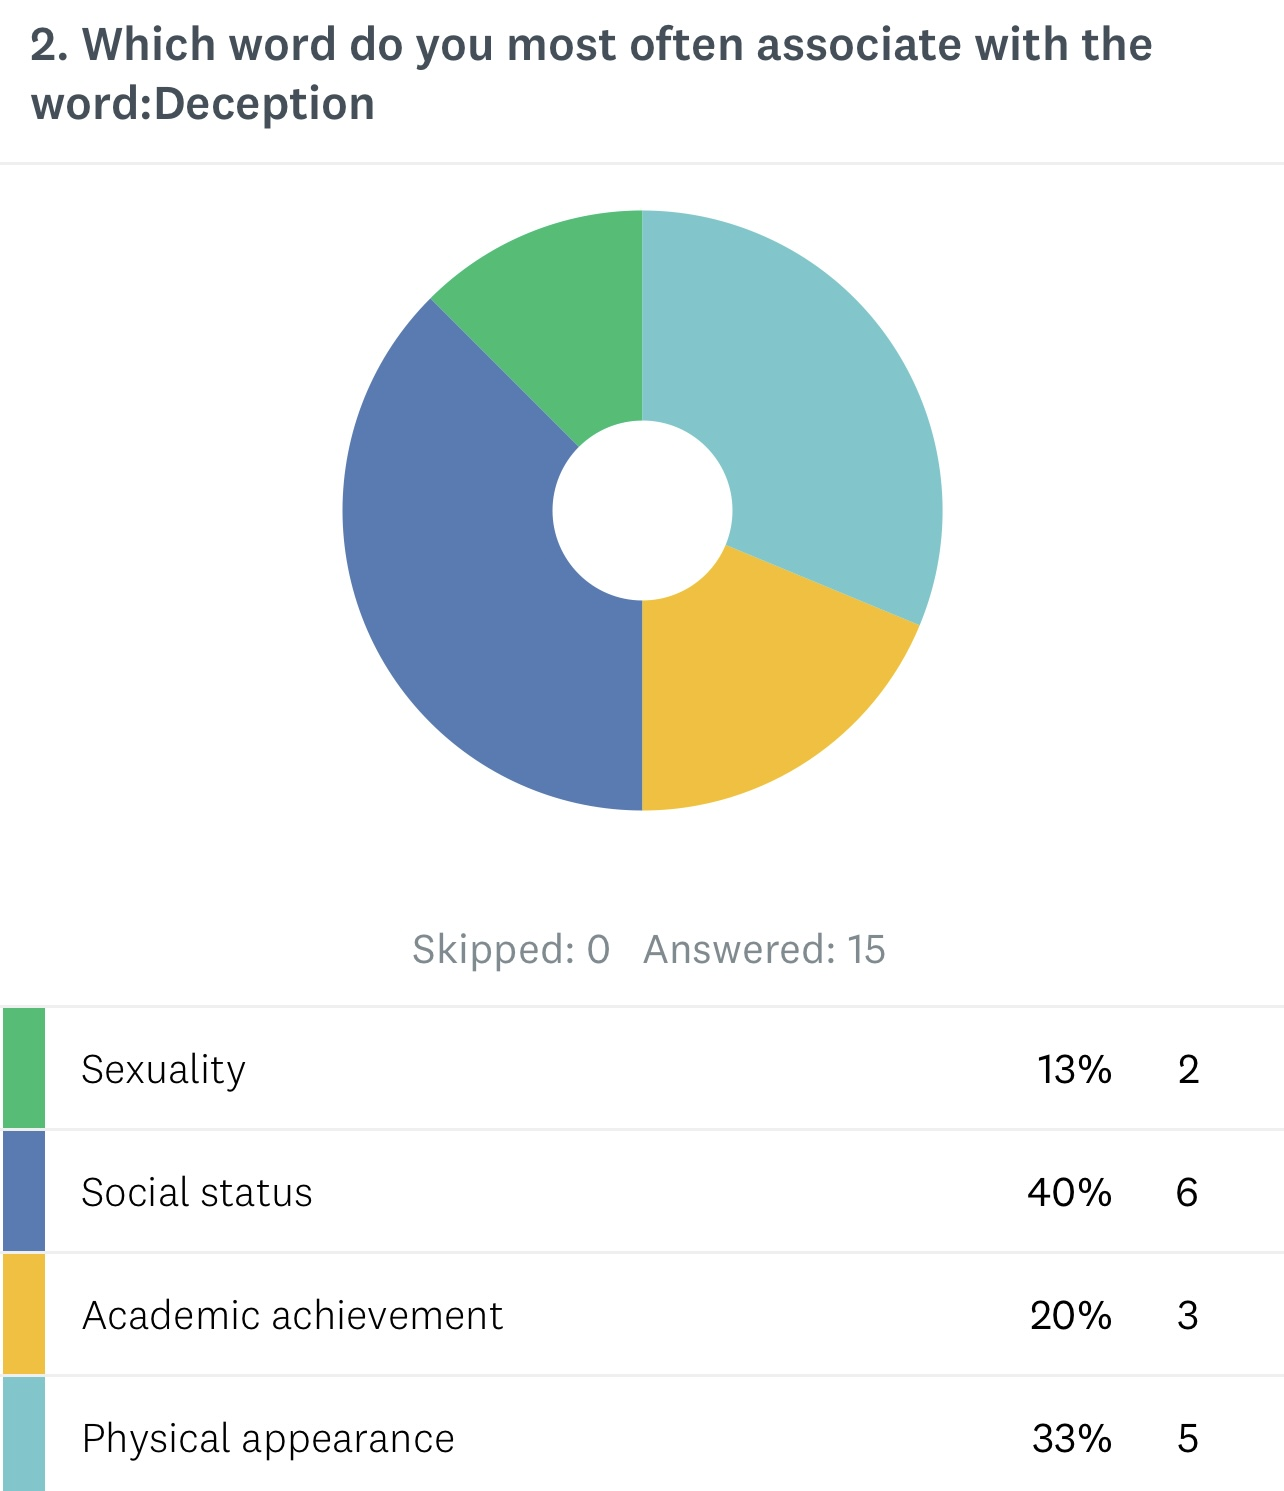 2. Which word do you most often associate with the
word:Deception
Skipped: 0 Answered: 15
Sexuality 13% 2
Social status 40% 6
Academic achievement 20% 3
Physical appearance 33% 5